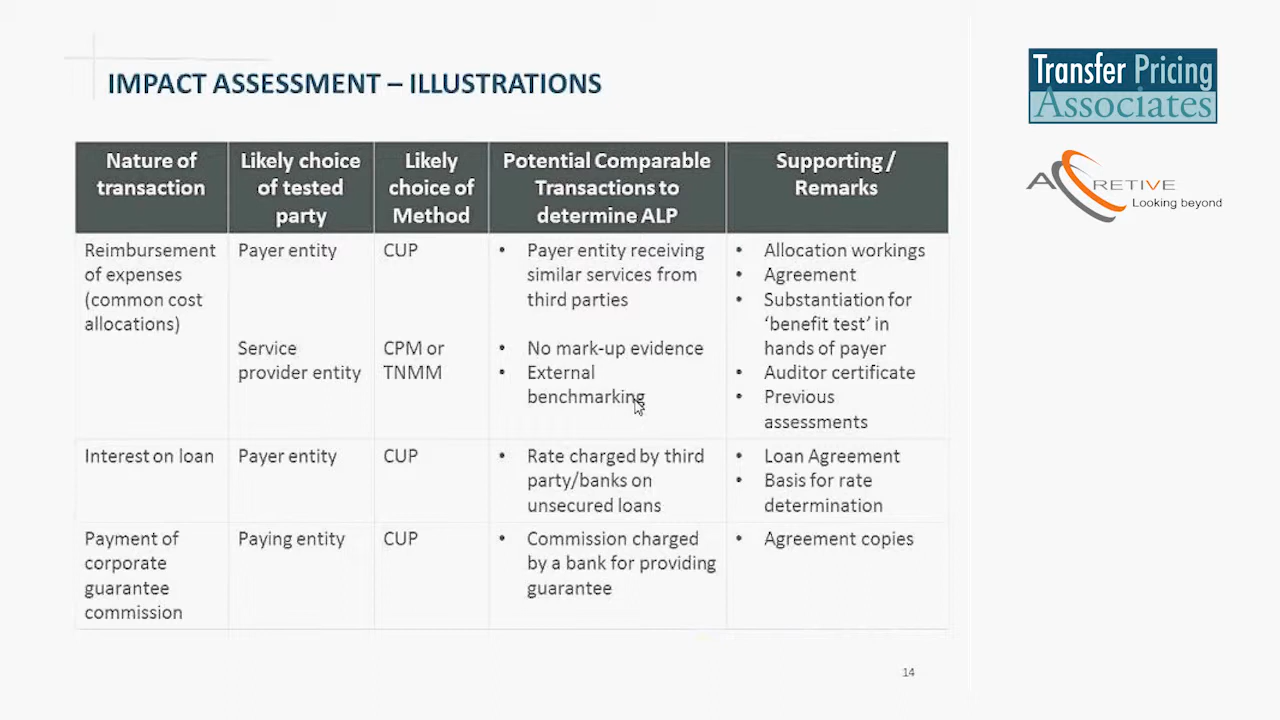 IMPACT ASSESSMENT – ILLUSTRATIONS
Transfer Pricing
Associates
ACCRETIVE
Looking beyond
Nature of
transaction
Likely choice
of tested
party
Likely
choice of
Method
Potential Comparable
Transactions to
determine ALP
Supporting /
Remarks
Reimbursement
of expenses
(common cost
allocations)
Payer entity
CUP
• Payer entity receiving
similar services from
third parties
• Allocation workings
• Agreement
• Substantiation for
‘benefit test’ in
hands of payer
• Auditor certificate
• Previous
assessments
Service
provider entity
CPM or
TNMM
• No mark-up evidence
• External
benchmarking
Interest on loan
Payer entity
CUP
• Rate charged by third
party/banks on
unsecured loans
• Loan Agreement
• Basis for rate
determination
Payment of
corporate
guarantee
commission
Paying entity
CUP
• Commission charged
by a bank for providing
guarantee
• Agreement copies
14